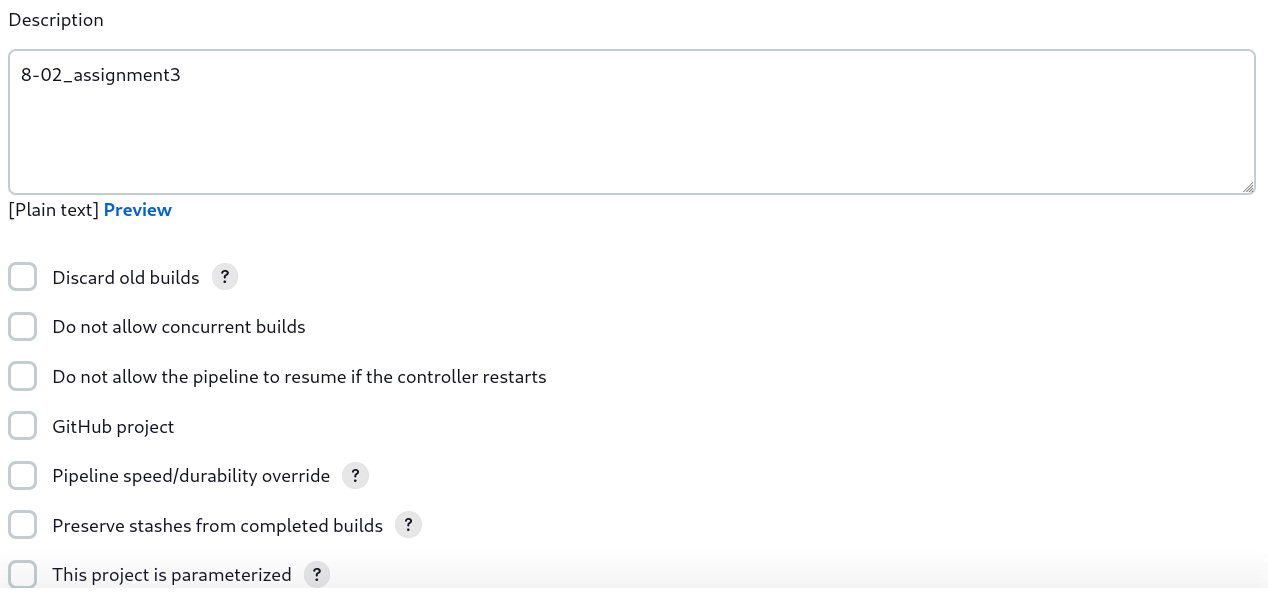 Description
8-02_assignment3
[Plain text] Preview
Discard old builds ?
Do not allow concurrent builds
Do not allow the pipeline to resume if the controller restarts
GitHub project
Pipeline speed/durability override ?
Preserve stashes from completed builds ?
This project is parameterized ?